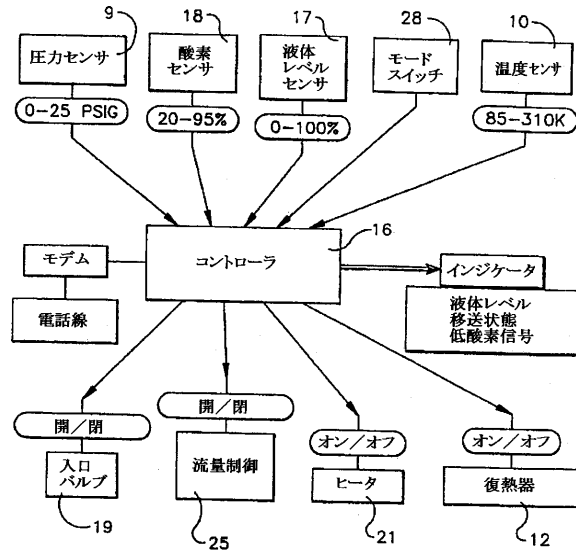 9
18
17
28
10
圧力センサ
酸素
センサ
液体
レベル
センサ
モード
スイッチ
温度センサ
0-25 PSIG
20-95%
0-100%
85-310K
16
コントローラ
モデム
電話線
インジケータ
液体レベル
移送状態
低酸素信号
開/閉
入口
バルブ
19
開/閉
流量制御
25
オン/オフ
ヒータ
21
オン/オフ
復熱器
12